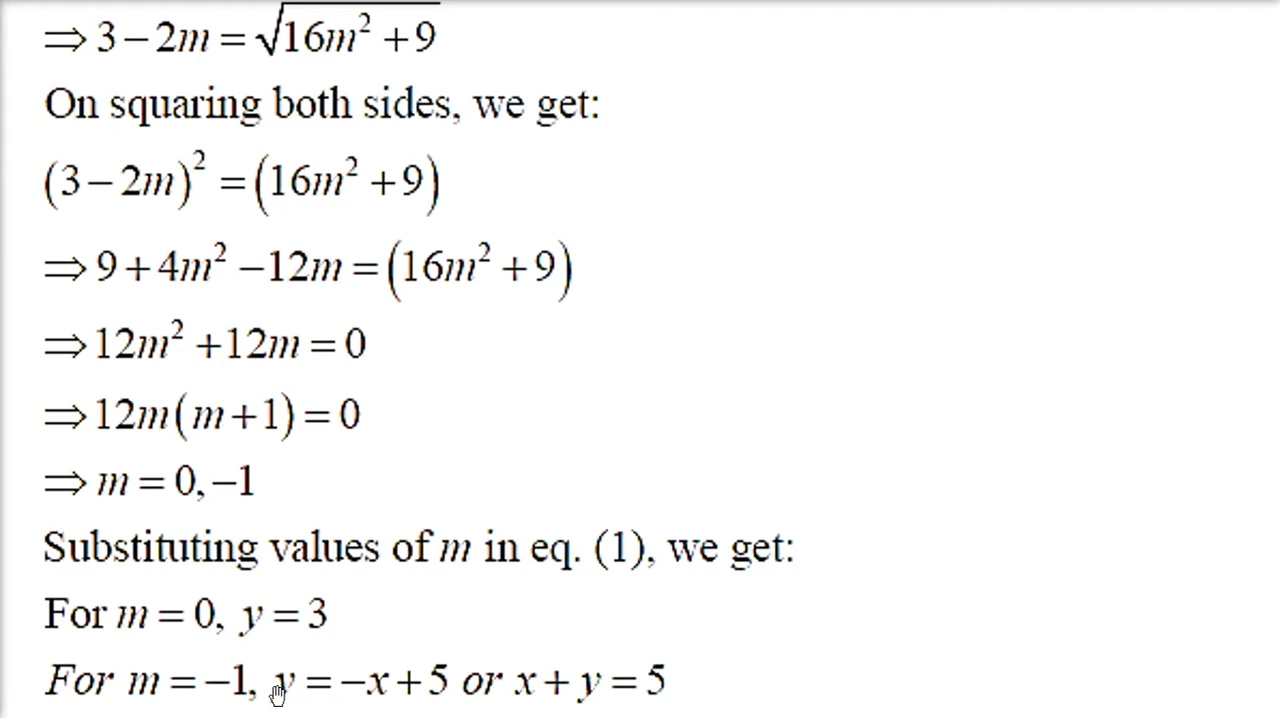 ⇒ 3 − 2m = √(16m² + 9)
On squaring both sides, we get:
(3 − 2m)² = (16m² + 9)
⇒ 9 + 4m² − 12m = (16m² + 9)
⇒ 12m² + 12m = 0
⇒ 12m(m + 1) = 0
⇒ m = 0, −1
Substituting values of m in eq. (1), we get:
For m = 0, y = 3
For m = −1, y = −x + 5 or x + y = 5